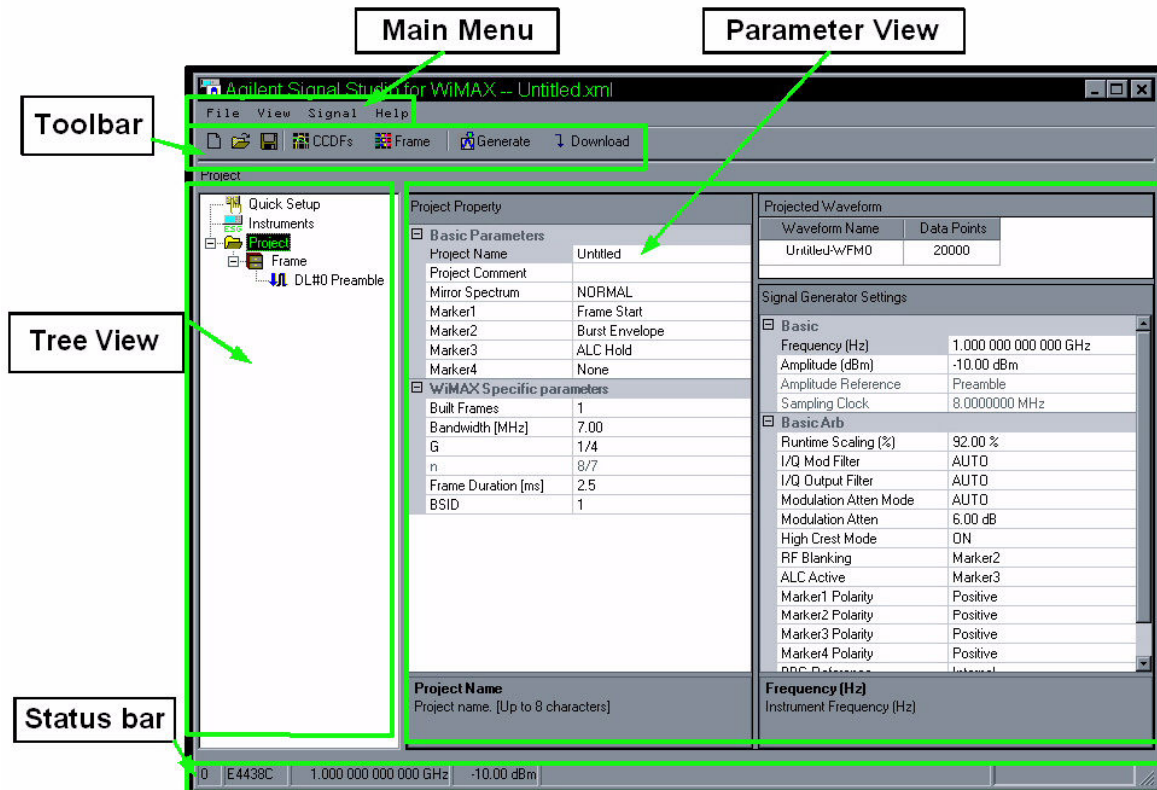 Main Menu
Parameter View
Toolbar
Tree View
Status bar
Agilent Signal Studio for WiMAX -- Untitled.xml
File View Signal Help
CCDFs Frame Generate Download
Project
Quick Setup
Instruments
Project
Frame
DL#0 Preamble
Project Property
Basic Parameters
Project Name Untitled
Project Comment
Mirror Spectrum NORMAL
Marker1 Frame Start
Marker2 Burst Envelope
Marker3 ALC Hold
Marker4 None
WiMAX Specific parameters
Built Frames 1
Bandwidth [MHz] 7.00
G 1/4
n 8/7
Frame Duration [ms] 2.5
BSID 1
Project Name
Project name. [Up to 8 characters]
Projected Waveform
Waveform Name Data Points
Untitled-WFM0 20000
Signal Generator Settings
Basic
Frequency (Hz) 1.000 000 000 000 GHz
Amplitude (dBm) -10.00 dBm
Amplitude Reference Preamble
Sampling Clock 8.0000000 MHz
Basic Arb
Runtime Scaling (%) 92.00 %
I/Q Mod Filter AUTO
I/Q Output Filter AUTO
Modulation Atten Mode AUTO
Modulation Atten 6.00 dB
High Crest Mode ON
RF Blanking Marker2
ALC Active Marker3
Marker1 Polarity Positive
Marker2 Polarity Positive
Marker3 Polarity Positive
Marker4 Polarity Positive
Frequency (Hz)
Instrument Frequency (Hz)
0 E4438C 1.000 000 000 000 GHz -10.00 dBm